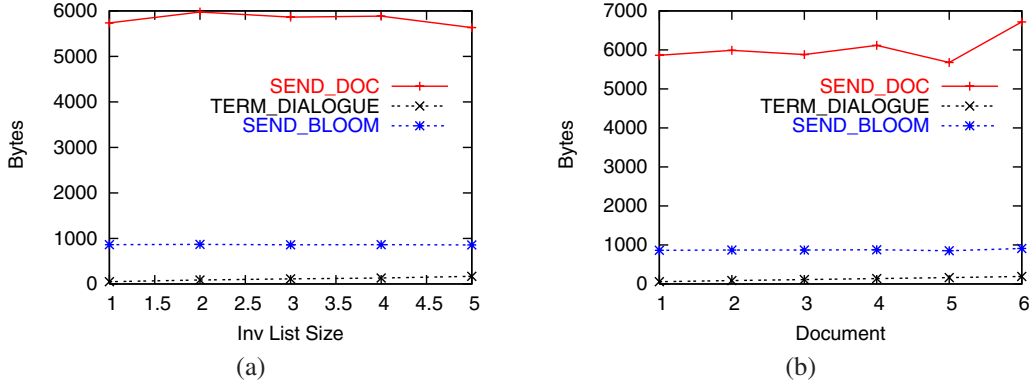 6000
5000
4000
3000
2000
1000
0
Bytes
SEND_DOC
TERM_DIALOGUE
SEND_BLOOM
1 1.5 2 2.5 3 3.5 4 4.5 5
Inv List Size
(a)
7000
6000
5000
4000
3000
2000
1000
0
Bytes
SEND_DOC
TERM_DIALOGUE
SEND_BLOOM
1 2 3 4 5 6
Document
(b)